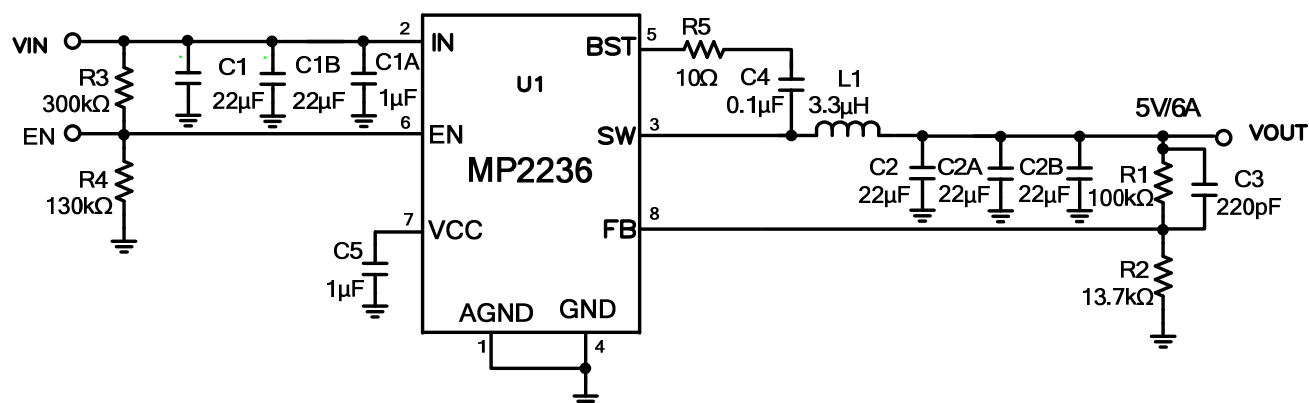 VIN
R3
300kΩ
EN
R4
130kΩ
C1
22μF
C1B
22μF
C1A
1μF
2
IN
6
EN
7
VCC
C5
1μF
U1
MP2236
AGND
1
GND
4
BST
5
SW
3
FB
8
R5
10Ω
C4
0.1μF
L1
3.3μH
C2
22μF
C2A
22μF
C2B
22μF
5V/6A
VOUT
R1
100kΩ
C3
220pF
R2
13.7kΩ